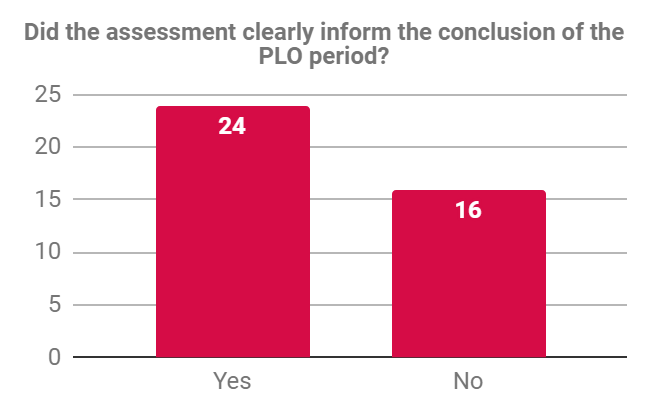 Did the assessment clearly inform the conclusion of the
PLO period?
25
24
20
15
16
10
5
0
Yes No